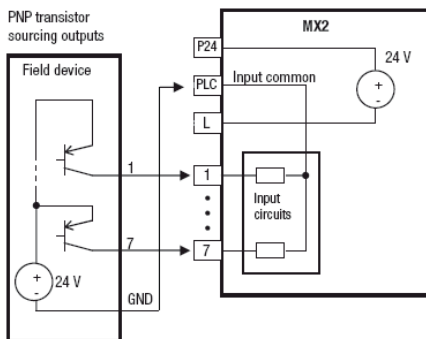 PNP transistor
sourcing outputs
Field device
1
7
+
-
24 V
GND
MX2
P24
PLC
L
1
7
Input common
24 V
+
-
Input
circuits